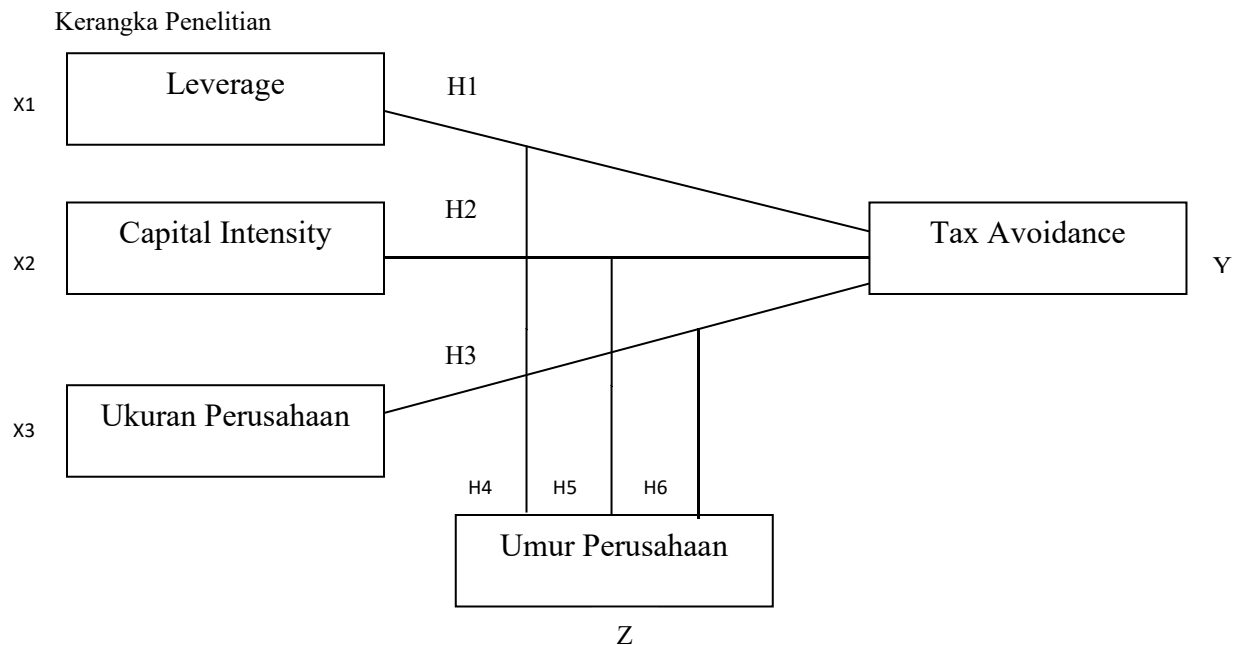 Kerangka Penelitian
Leverage
H1
X1
Capital Intensity
H2
X2
Tax Avoidance
Y
H3
Ukuran Perusahaan
X3
H4
H5
H6
Umur Perusahaan
Z